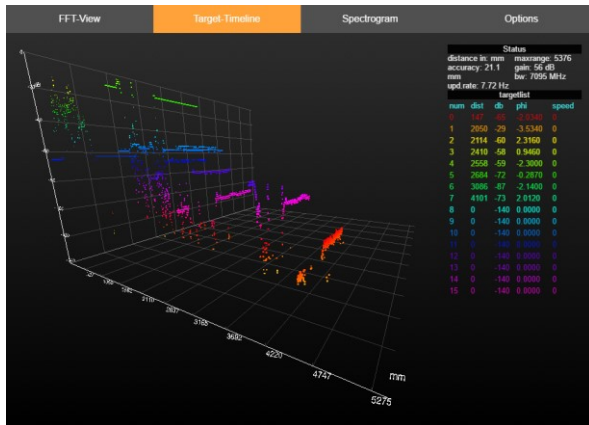 FFT-View Target-Timeline Spectrogram Options
Status
distance in: mm maxrange: 5376
accuracy: 21.1 gain: 56 dB
mm bw: 7095 MHz
upd.rate: 7.72 Hz
targetlist
num dist db phi speed
0 147 -65 -2.9340 0
1 2050 -29 -3.5340 0
2 2114 -60 2.3160 0
3 2410 -58 0.9460 0
4 2558 -59 -2.3000 0
5 2684 -72 -0.2870 0
6 3086 -87 -2.1400 0
7 4101 -73 2.0120 0
8 0 -140 0.0000 0
9 0 -140 0.0000 0
10 0 -140 0.0000 0
11 0 -140 0.0000 0
12 0 -140 0.0000 0
13 0 -140 0.0000 0
14 0 -140 0.0000 0
15 0 -140 0.0000 0
2110
2637
3165
3692
4220
4747
5275
mm